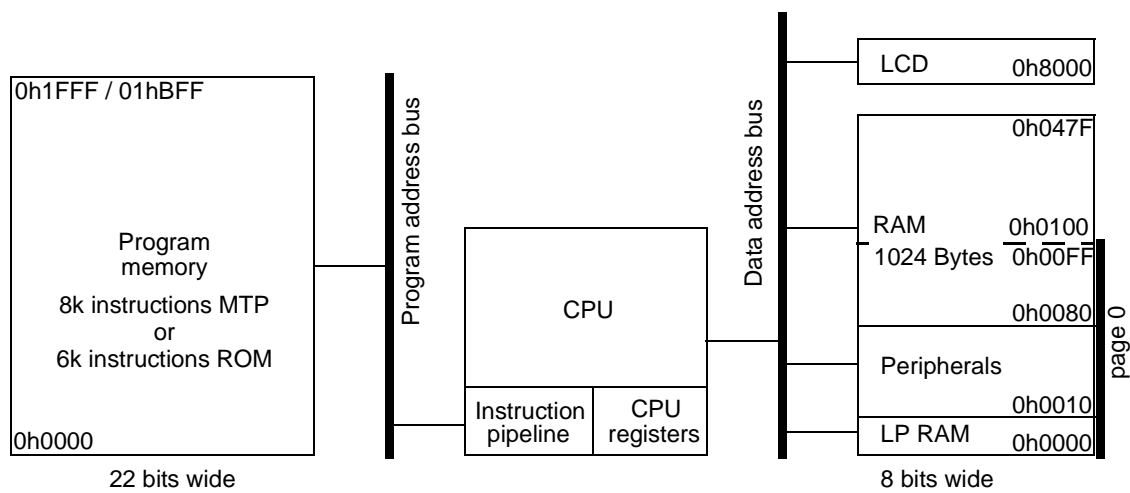 0h1FFF / 01hBFF
Program
memory
8k instructions MTP
or
6k instructions ROM
0h0000
22 bits wide
Program address bus
CPU
Instruction
pipeline
CPU
registers
Data address bus
LCD 0h8000
0h047F
RAM 0h0100
1024 Bytes 0h00FF
0h0080
Peripherals
0h0010
LP RAM 0h0000
page 0
8 bits wide